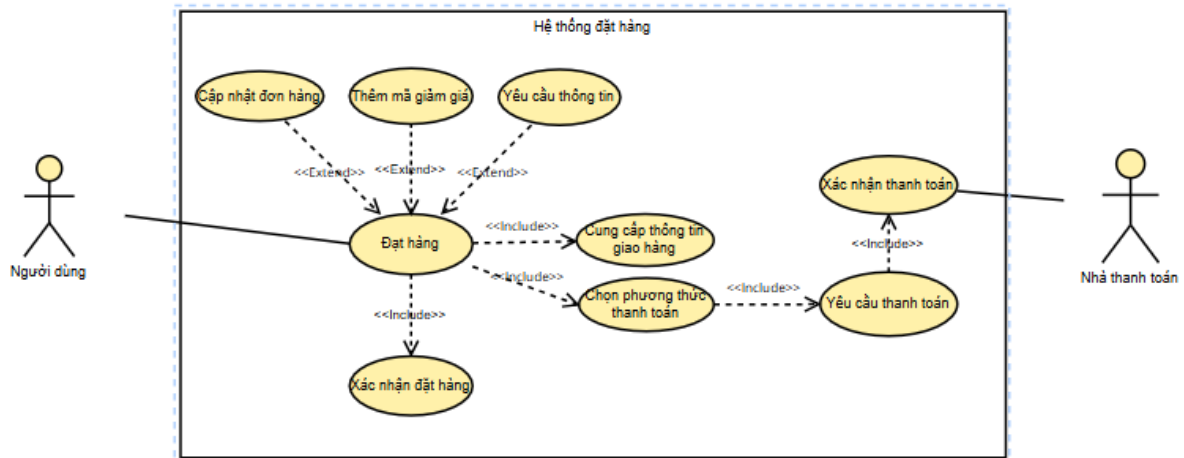 Hệ thống đặt hàng
Cập nhật đơn hàng
Thêm mã giảm giá
Yêu cầu thông tin
<<Extend>>
<<Extend>>
<<Extend>>
Xác nhận thanh toán
Người dùng
Đặt hàng
<<Include>>
Cung cấp thông tin
giao hàng
<<Include>>
Nhà thanh toán
<<Include>>
Chọn phương thức
thanh toán
<<Include>>
Yêu cầu thanh toán
<<Include>>
Xác nhận đặt hàng